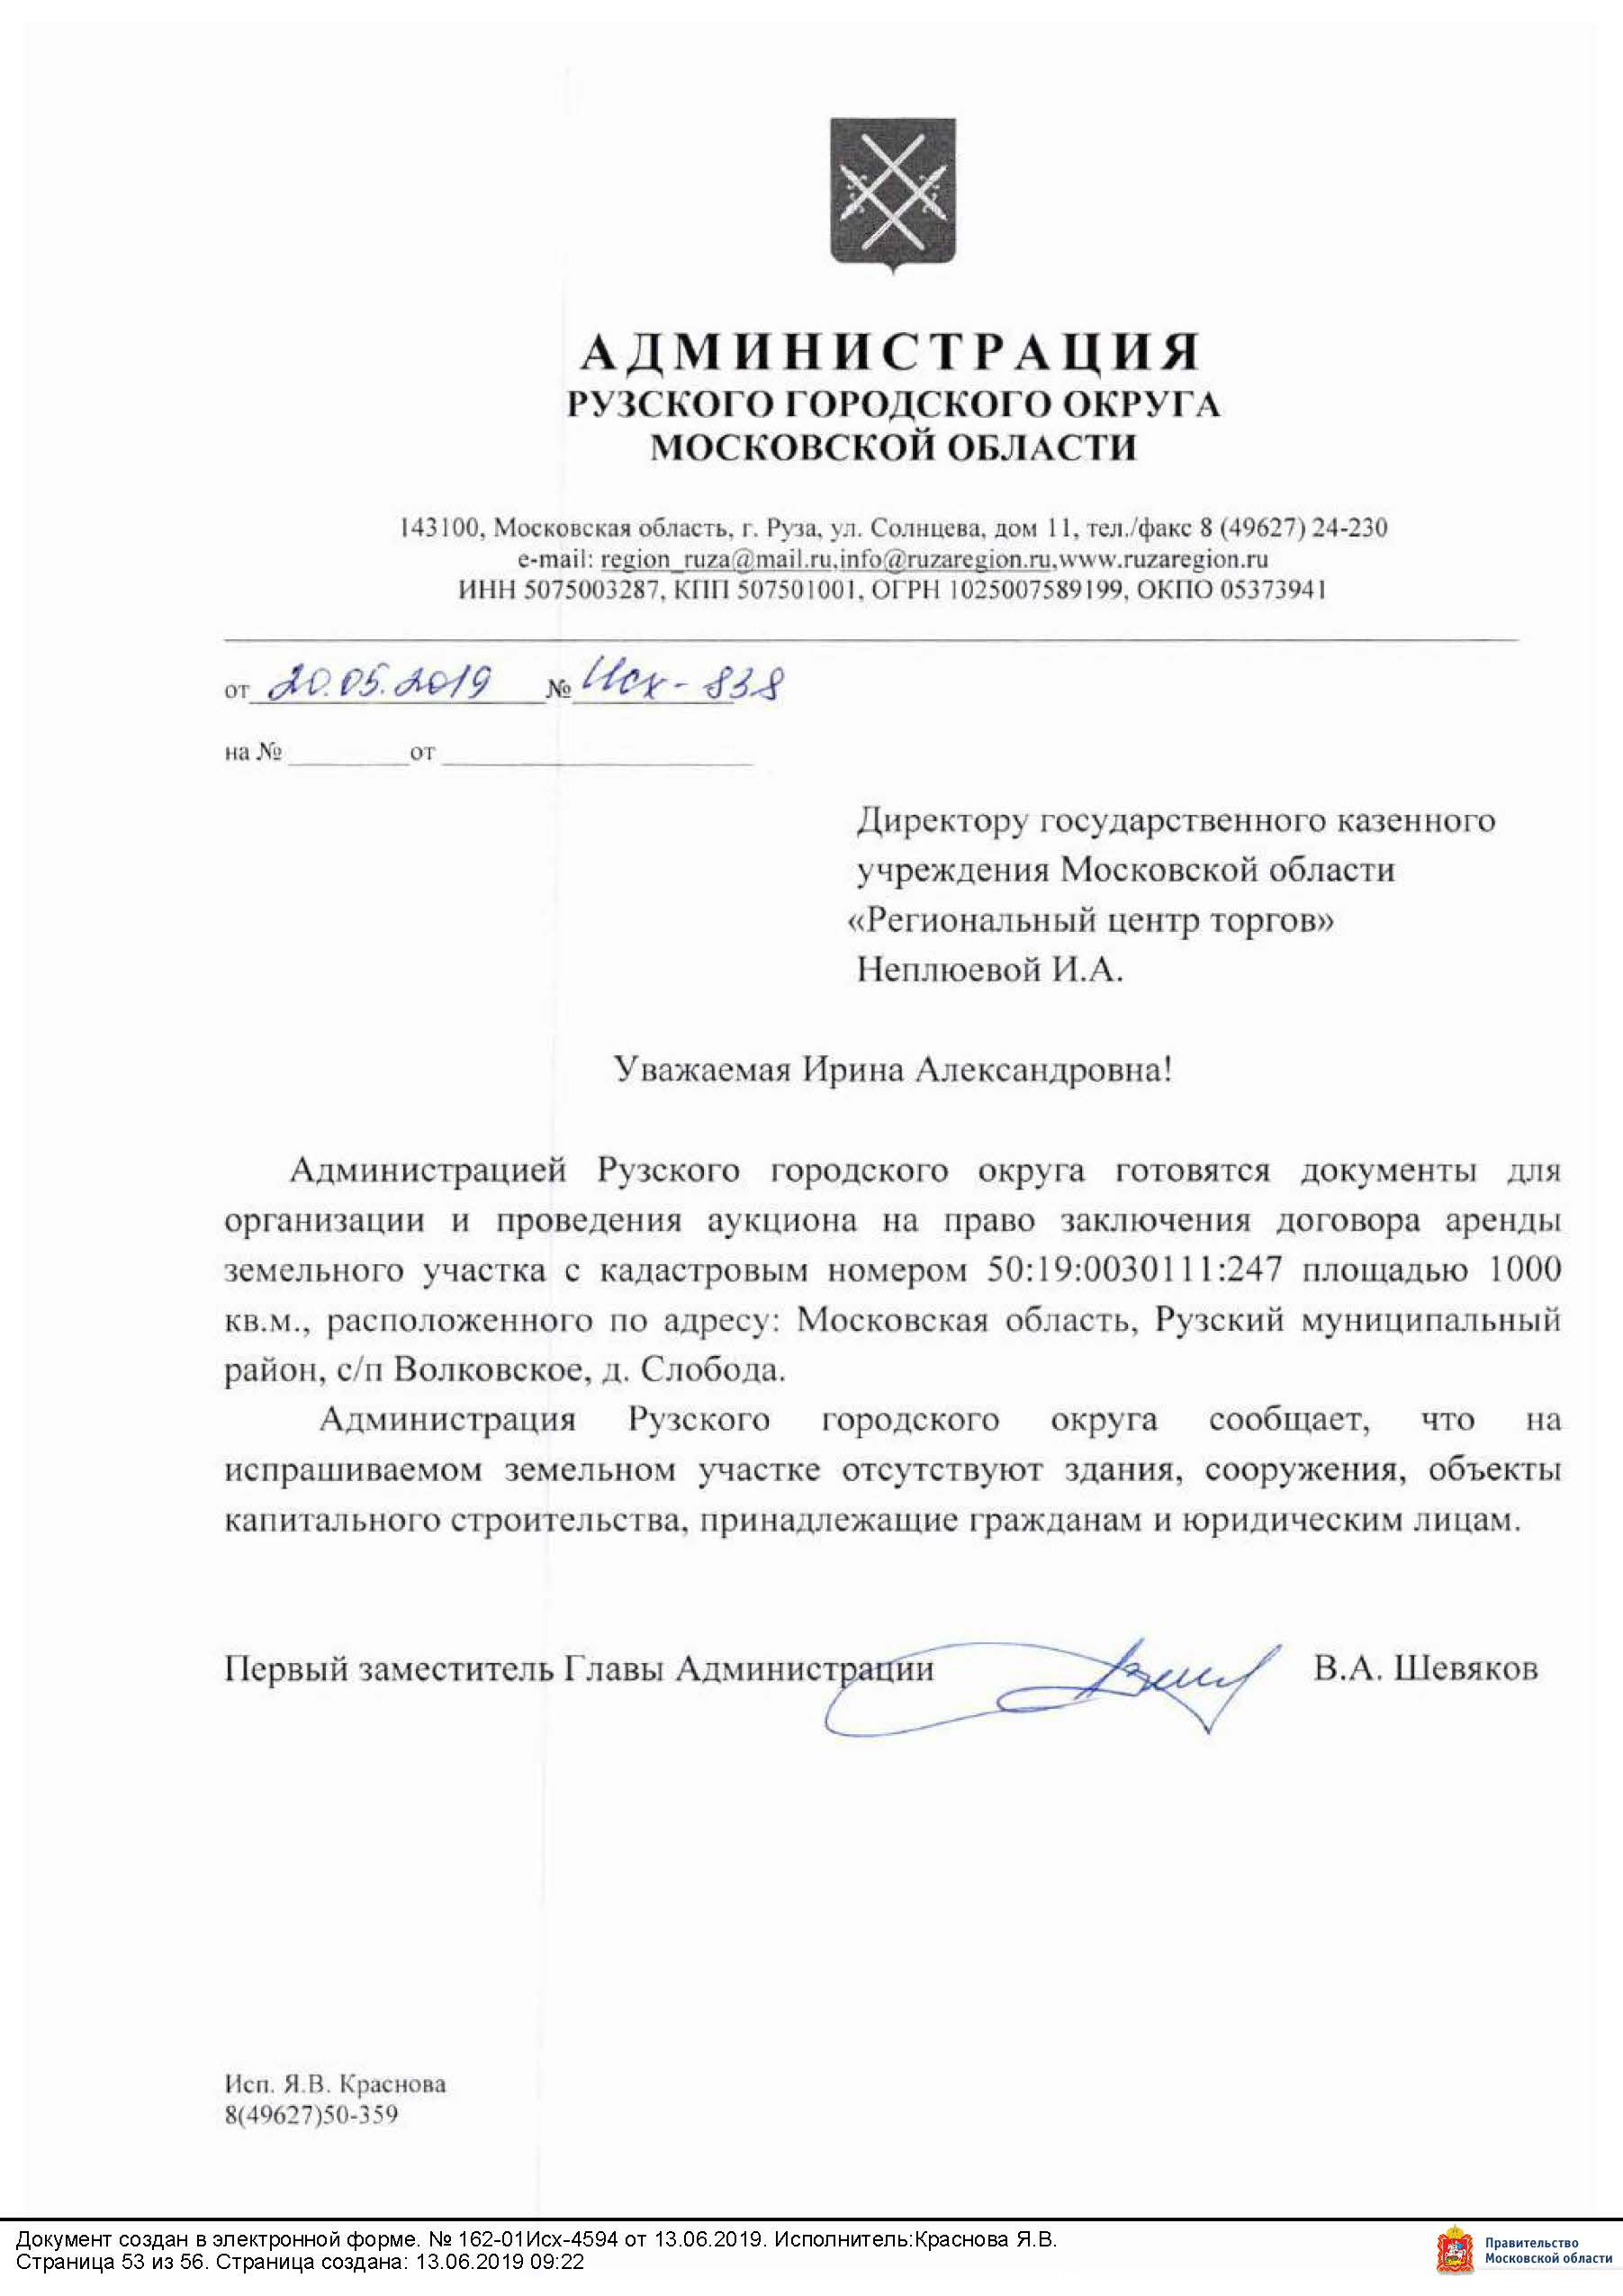 АДМИНИСТРАЦИЯ
РУЗСКОГО ГОРОДСКОГО ОКРУГА
МОСКОВСКОЙ ОБЛАСТИ
143100, Московская область, г. Руза, ул. Солнцева, дом 11, тел./факс 8 (49627) 24-230
e-mail: region_ruza@mail.ru,info@ruzaregion.ru,www.ruzaregion.ru
ИНН 5075003287, КПП 507501001, ОГРН 1025007589199, ОКПО 05373941
от 20.05.2019 № Исх-838
на № _________ от _______________________
Директору государственного казенного
учреждения Московской области
«Региональный центр торгов»
Неплюевой И.А.
Уважаемая Ирина Александровна!
Администрацией Рузского городского округа готовятся документы для
организации и проведения аукциона на право заключения договора аренды
земельного участка с кадастровым номером 50:19:0030111:247 площадью 1000
кв.м., расположенного по адресу: Московская область, Рузский муниципальный
район, с/п Волковское, д. Слобода.
Администрация Рузского городского округа сообщает, что на
испрашиваемом земельном участке отсутствуют здания, сооружения, объекты
капитального строительства, принадлежащие гражданам и юридическим лицам.
Первый заместитель Главы Администрации В.А. Шевяков
Исп. Я.В. Краснова
8(49627)50-359
Документ создан в электронной форме. № 162-01Исх-4594 от 13.06.2019. Исполнитель:Краснова Я.В.
Страница 53 из 56. Страница создана: 13.06.2019 09:22
Правительство
Московской области